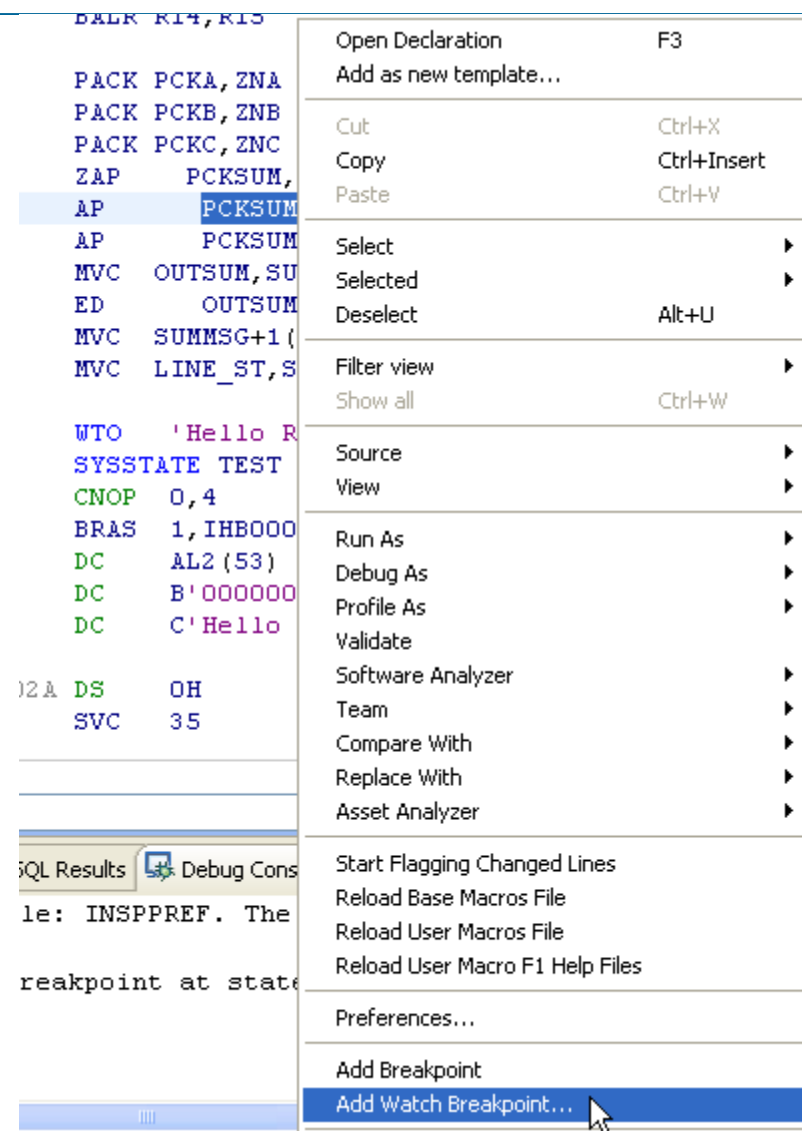 BALR R14,R15
PACK PCKA,ZNA
PACK PCKB,ZNB
PACK PCKC,ZNC
ZAP PCKSUM,
AP PCKSUM
AP PCKSUM
MVC OUTSUM,SU
ED OUTSUM
MVC SUMMSG+1(
MVC LINE_ST,S
WTO 'Hello R
SYSSTATE TEST
CNOP 0,4
BRAS 1,IHB000
DC AL2(53)
DC B'000000
DC C'Hello
02A DS 0H
SVC 35
SQL Results Debug Cons
le: INSPPREF. The
reakpoint at state
Open Declaration F3
Add as new template...
Cut Ctrl+X
Copy Ctrl+Insert
Paste Ctrl+V
Select
Selected
Deselect Alt+U
Filter view
Show all Ctrl+W
Source
View
Run As
Debug As
Profile As
Validate
Software Analyzer
Team
Compare With
Replace With
Asset Analyzer
Start Flagging Changed Lines
Reload Base Macros File
Reload User Macros File
Reload User Macro F1 Help Files
Preferences...
Add Breakpoint
Add Watch Breakpoint...